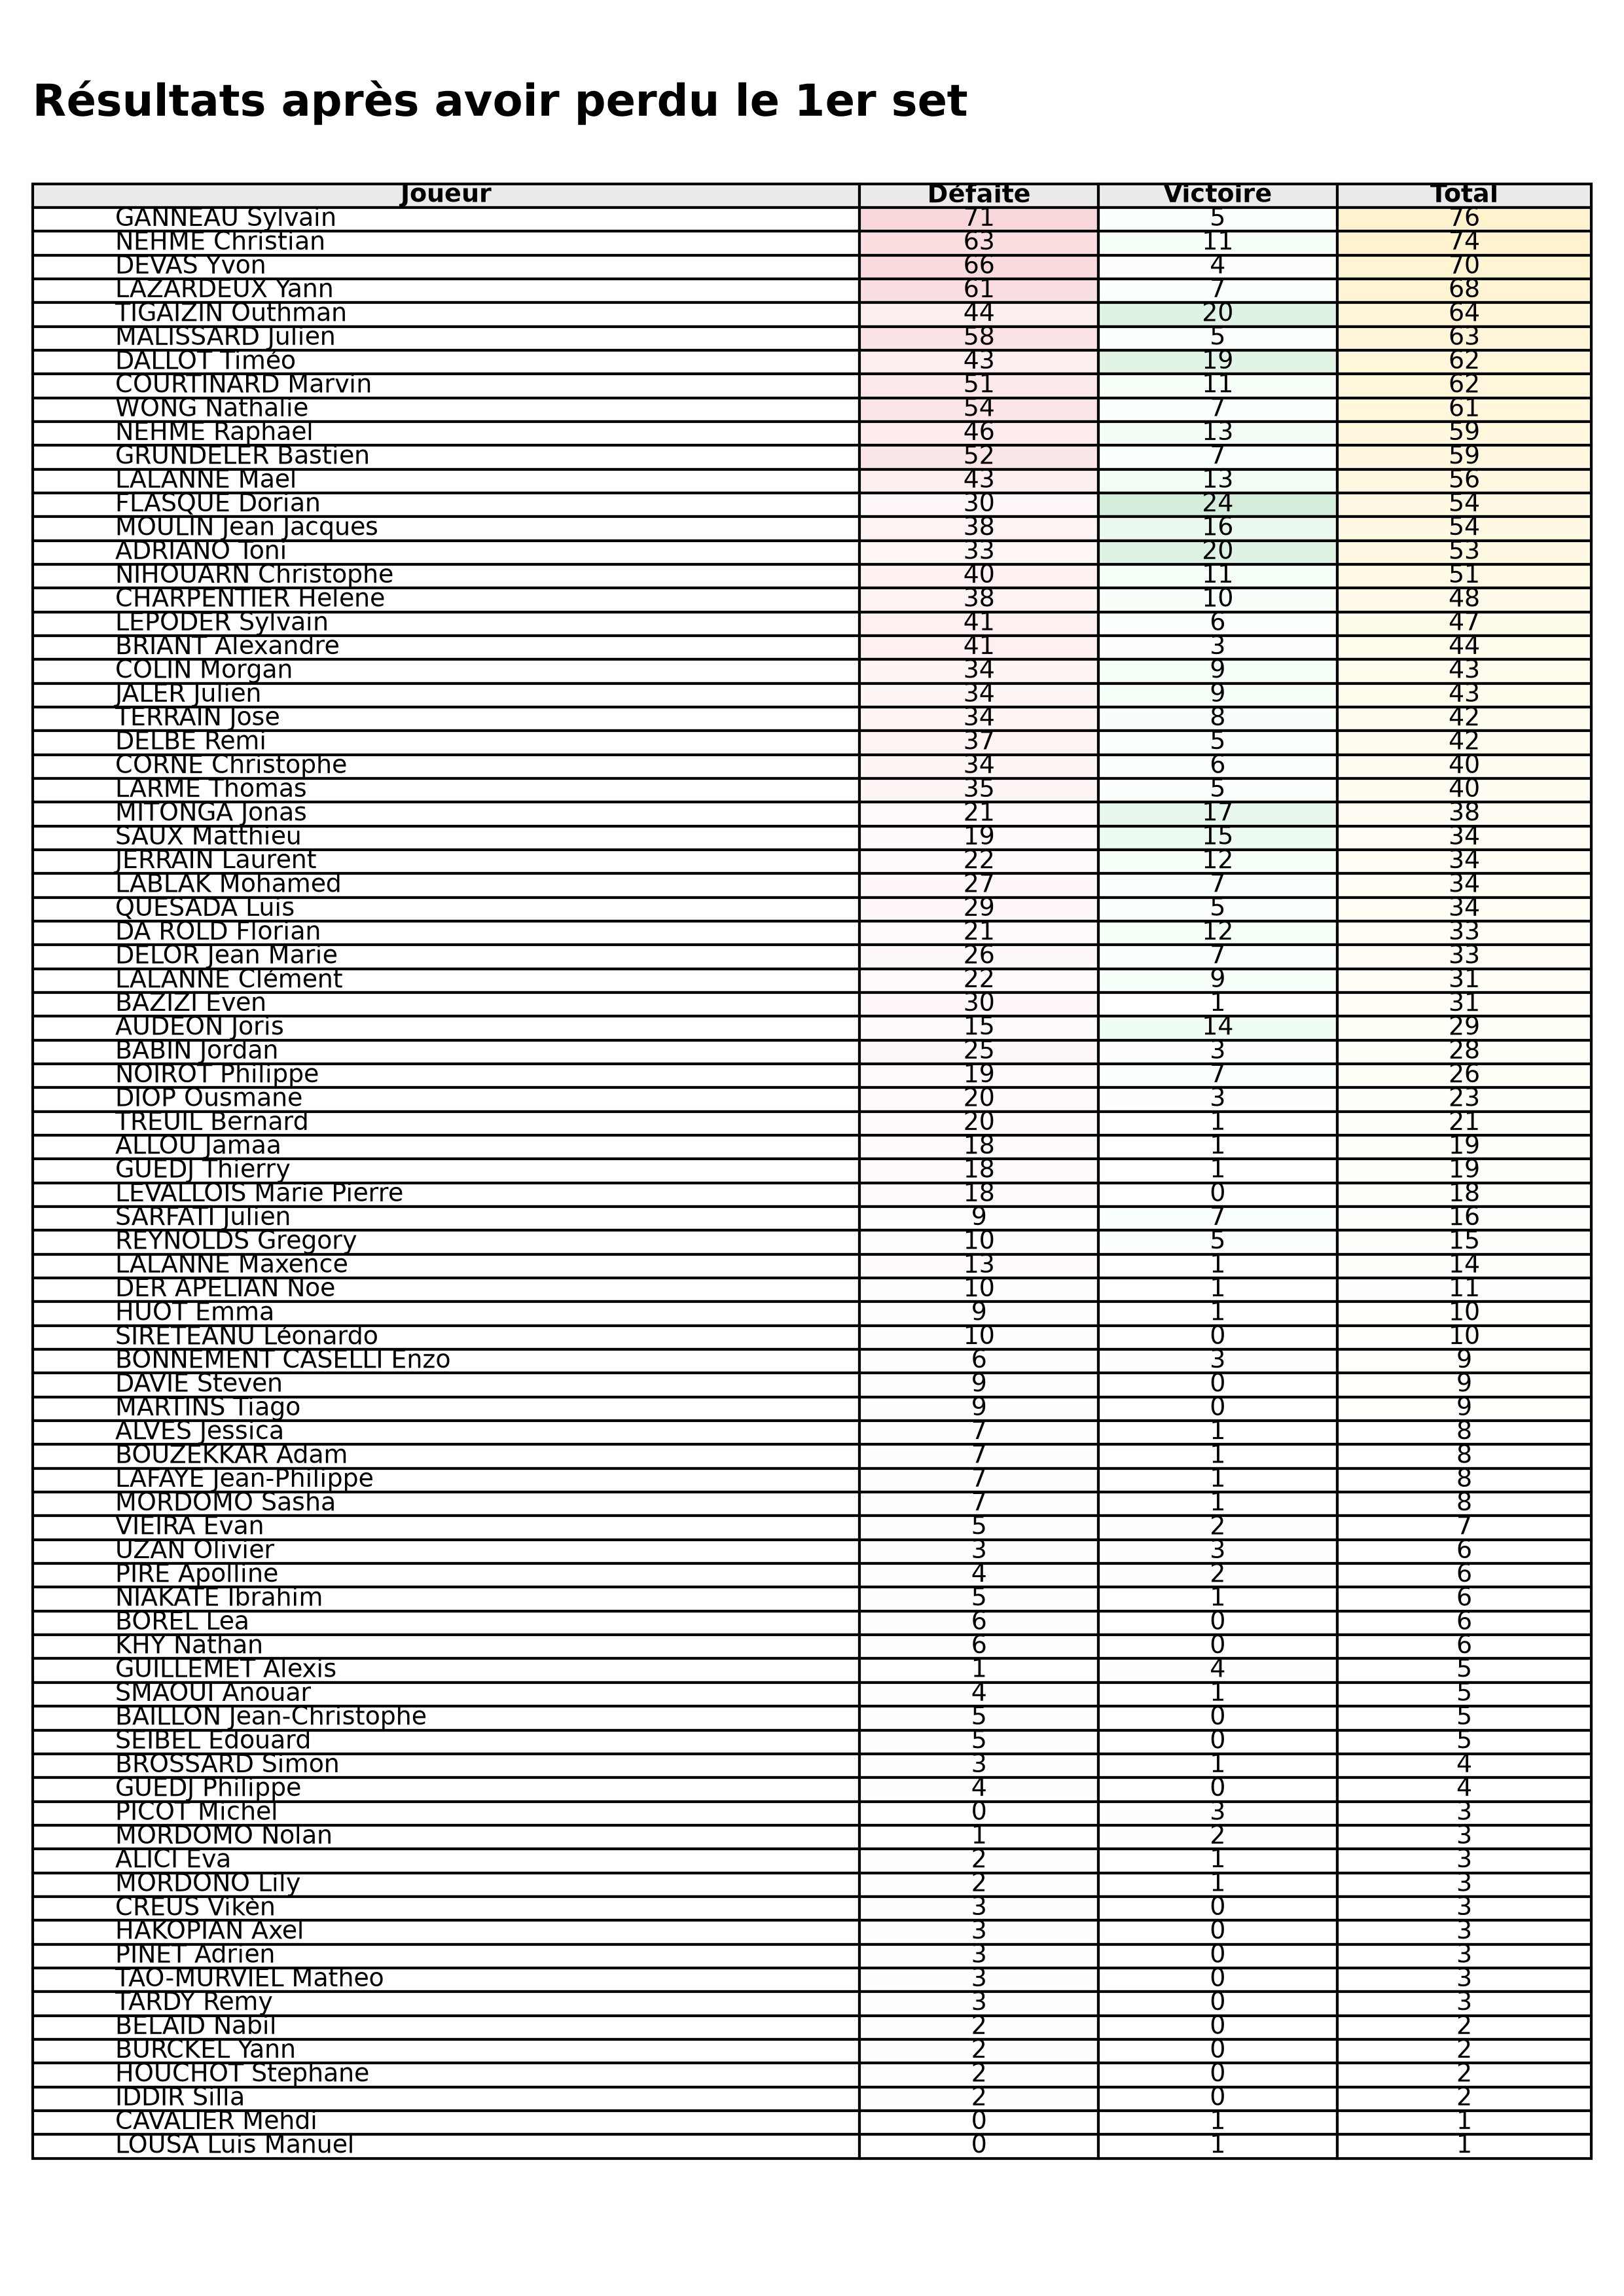 Résultats après avoir perdu le 1er set
Joueur Défaite Victoire Total
GANNEAU Sylvain 71 5 76
NEHME Christian 63 11 74
DEVAS Yvon 66 4 70
LAZARDEUX Yann 61 7 68
TIGAIZIN Outhman 44 20 64
MALISSARD Julien 58 5 63
DALLOT Timéo 43 19 62
COURTINARD Marvin 51 11 62
WONG Nathalie 54 7 61
NEHME Raphael 46 13 59
GRUNDELER Bastien 52 7 59
LALANNE Mael 43 13 56
FLASQUE Dorian 30 24 54
MOULIN Jean Jacques 38 16 54
ADRIANO Toni 33 20 53
NIHOUARN Christophe 40 11 51
CHARPENTIER Helene 38 10 48
LEPODER Sylvain 41 6 47
BRIANT Alexandre 41 3 44
COLIN Morgan 34 9 43
JALER Julien 34 9 43
TERRAIN Jose 34 8 42
DELBE Remi 37 5 42
CORNE Christophe 34 6 40
LARME Thomas 35 5 40
MITONGA Jonas 21 17 38
SAUX Matthieu 19 15 34
JERRAIN Laurent 22 12 34
LABLAK Mohamed 27 7 34
QUESADA Luis 29 5 34
DA ROLD Florian 21 12 33
DELOR Jean Marie 26 7 33
LALANNE Clément 22 9 31
BAZIZI Even 30 1 31
AUDEON Joris 15 14 29
BABIN Jordan 25 3 28
NOIROT Philippe 19 7 26
DIOP Ousmane 20 3 23
TREUIL Bernard 20 1 21
ALLOU Jamaa 18 1 19
GUEDJ Thierry 18 1 19
LEVALLOIS Marie Pierre 18 0 18
SARFATI Julien 9 7 16
REYNOLDS Gregory 10 5 15
LALANNE Maxence 13 1 14
DER APELIAN Noe 10 1 11
HUOT Emma 9 1 10
SIRETEANU Léonardo 10 0 10
BONNEMENT CASELLI Enzo 6 3 9
DAVIE Steven 9 0 9
MARTINS Tiago 9 0 9
ALVES Jessica 7 1 8
BOUZEKKAR Adam 7 1 8
LAFAYE Jean-Philippe 7 1 8
MORDOMO Sasha 7 1 8
VIEIRA Evan 5 2 7
UZAN Olivier 3 3 6
PIRE Apolline 4 2 6
NIAKATE Ibrahim 5 1 6
BOREL Lea 6 0 6
KHY Nathan 6 0 6
GUILLEMET Alexis 1 4 5
SMAOUI Anouar 4 1 5
BAILLON Jean-Christophe 5 0 5
SEIBEL Edouard 5 0 5
BROSSARD Simon 3 1 4
GUEDJ Philippe 4 0 4
PICOT Michel 0 3 3
MORDOMO Nolan 1 2 3
ALICI Eva 2 1 3
MORDONO Lily 2 1 3
CREUS Vikèn 3 0 3
HAKOPIAN Axel 3 0 3
PINET Adrien 3 0 3
TAO-MURVIEL Matheo 3 0 3
TARDY Remy 3 0 3
BELAID Nabil 2 0 2
BURCKEL Yann 2 0 2
HOUCHOT Stephane 2 0 2
IDDIR Silla 2 0 2
CAVALIER Mehdi 0 1 1
LOUSA Luis Manuel 0 1 1